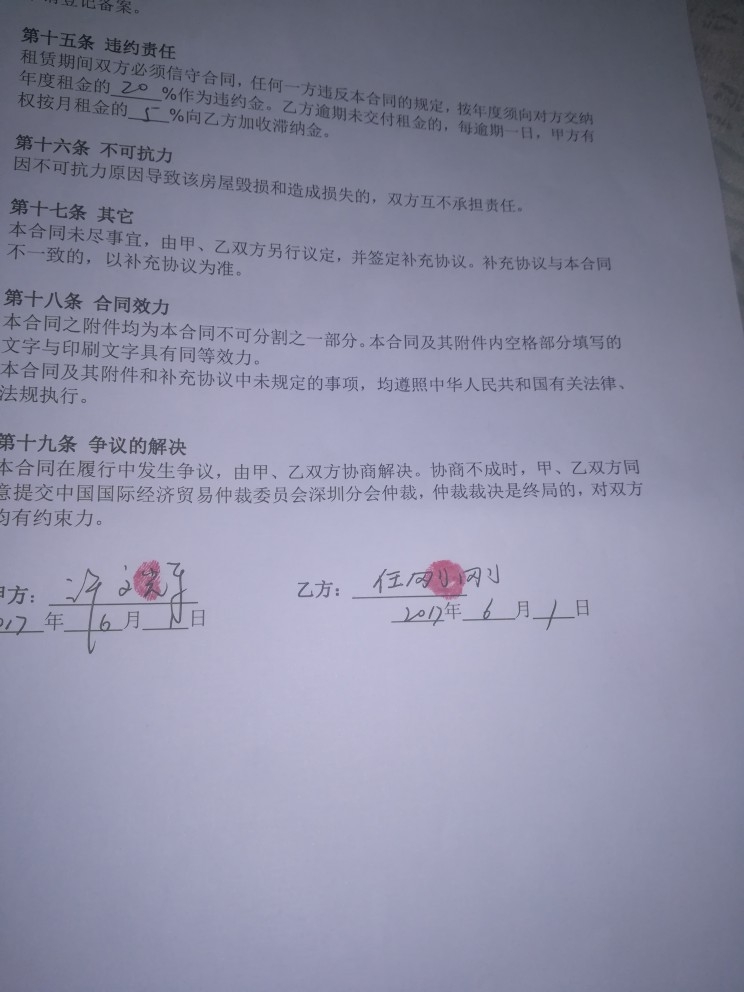 请登记备案。
第十五条 违约责任
租赁期间双方必须信守合同，任何一方违反本合同的规定，按年度须向对方交纳
年度租金的 20 %作为违约金。乙方逾期未交付租金的，每逾期一日，甲方有
权按月租金的 5 %向乙方加收滞纳金。
第十六条 不可抗力
因不可抗力原因导致该房屋毁损和造成损失的，双方互不承担责任。
第十七条 其它
本合同未尽事宜，由甲、乙双方另行议定，并签定补充协议。补充协议与本合同
不一致的，以补充协议为准。
第十八条 合同效力
本合同之附件均为本合同不可分割之一部分。本合同及其附件内空格部分填写的
文字与印刷文字具有同等效力。
本合同及其附件和补充协议中未规定的事项，均遵照中华人民共和国有关法律、
法规执行。
第十九条 争议的解决
本合同在履行中发生争议，由甲、乙双方协商解决。协商不成时，甲、乙双方同
意提交中国国际经济贸易仲裁委员会深圳分会仲裁，仲裁裁决是终局的，对双方
均有约束力。
甲方： 许文 乙方： 任刚刚
2017 年 6 月 1 日 2017年 6 月 1 日